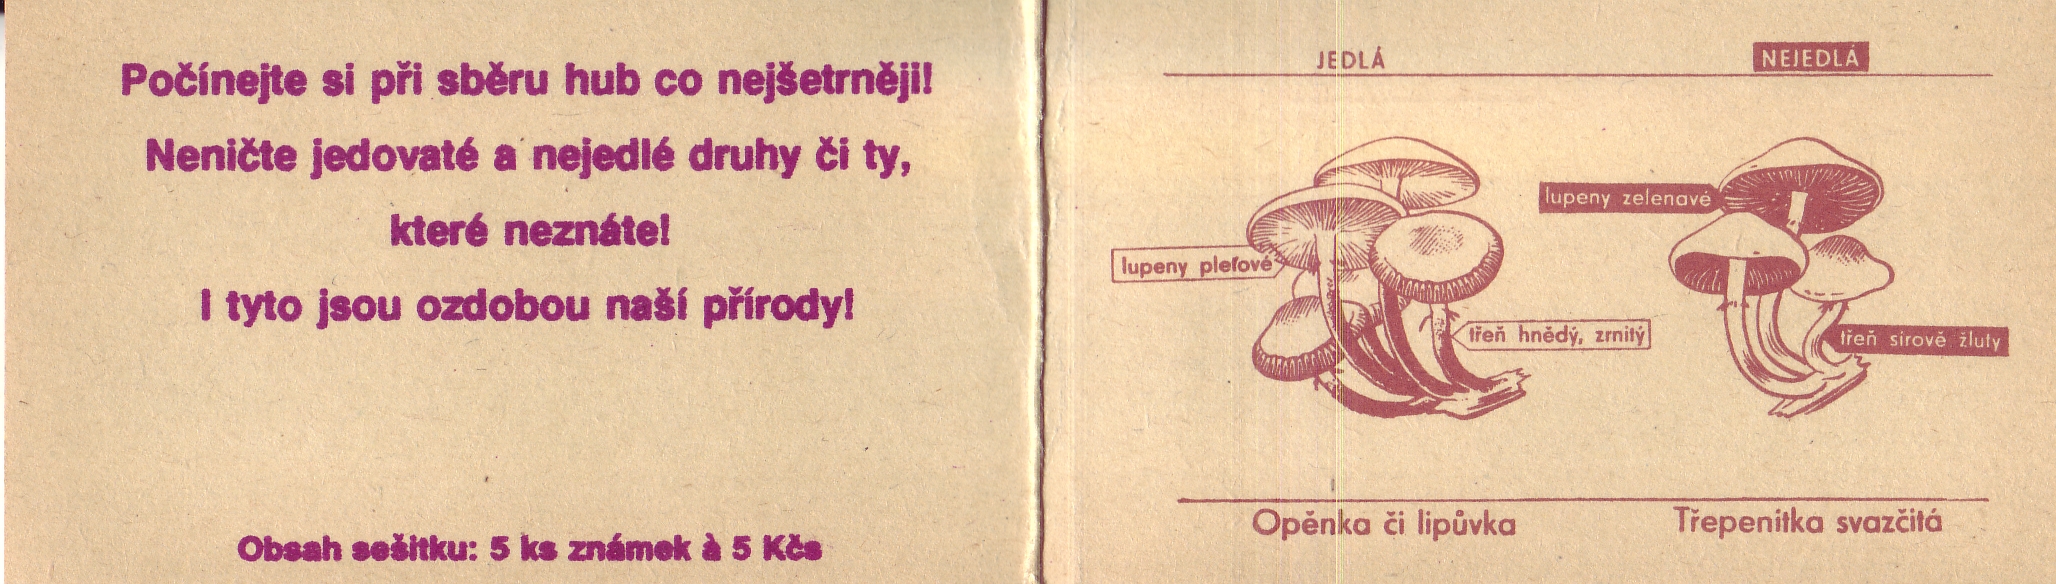 Počínejte si při sběru hub co nejšetrněji!
Neničte jedovaté a nejedlé druhy či ty,
které neznáte!
I tyto jsou ozdobou naší přírody!
Obsah sešitku: 5 ks známek à 5 Kčs
JEDLÁ
NEJEDLÁ
lupeny zelenavé
lupeny pleťové
třeň hnědý, zrnitý
třeň sirově žlutý
Opěnka či lipůvka
Třepenitka svazčitá